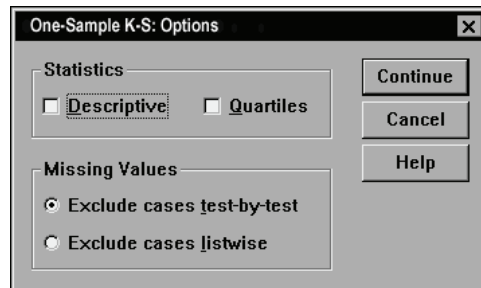 One-Sample K-S: Options
Statistics
Descriptive
Quartiles
Missing Values
Exclude cases test-by-test
Exclude cases listwise
Continue
Cancel
Help